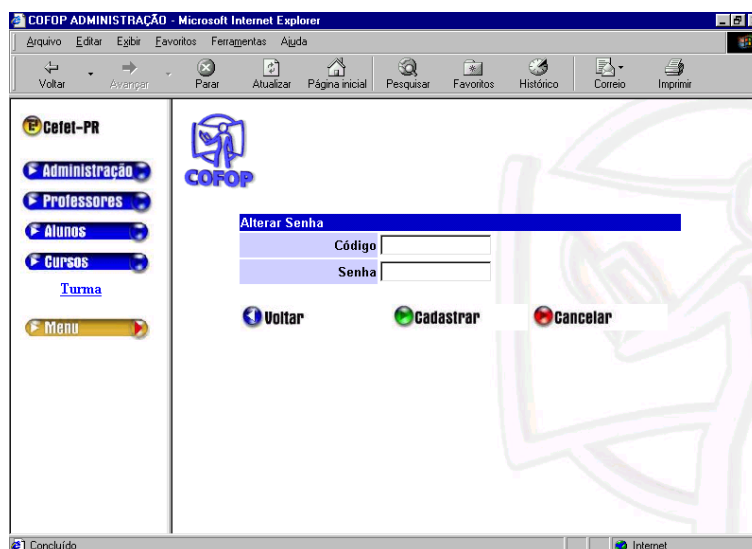 COFOP ADMINISTRAÇÃO - Microsoft Internet Explorer
Arquivo Editar Exibir Favoritos Ferramentas Ajuda
Voltar Avançar Parar Atualizar Página inicial Pesquisar Favoritos Histórico Correio Imprimir
Cefet-PR
Administração
Professores
Alunos
Cursos
Turma
Menu
COFOP
Alterar Senha
Código
Senha
Voltar Cadastrar Cancelar
Concluído Internet